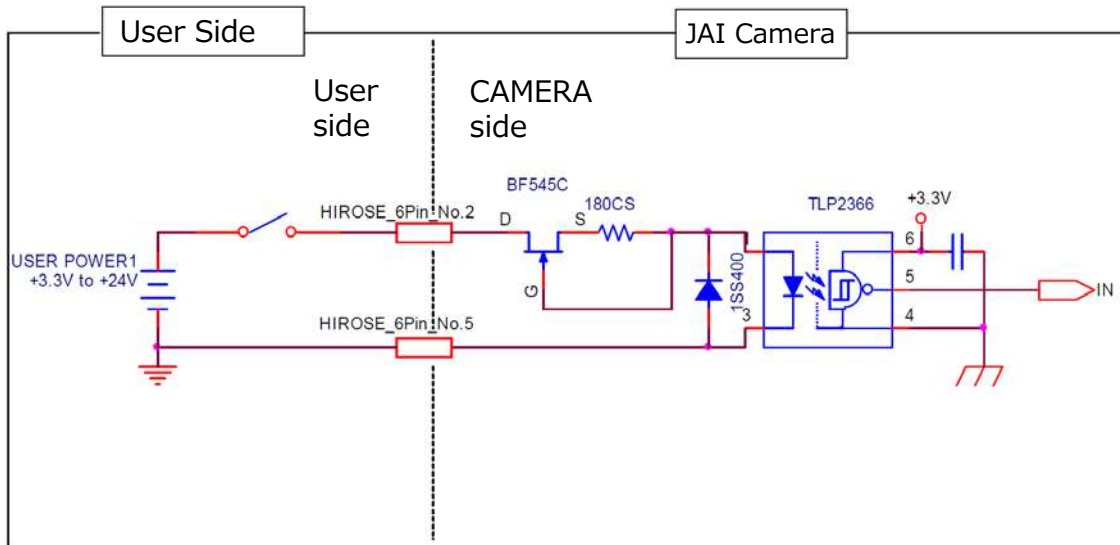 User Side
JAI Camera
User
side
CAMERA
side
BF545C
HIROSE_6Pin_No.2
D
S
180CS
TLP2366
+3.3V
6
USER POWER1
+3.3V to +24V
G
1SS400
5
IN
HIROSE_6Pin_No.5
3
4